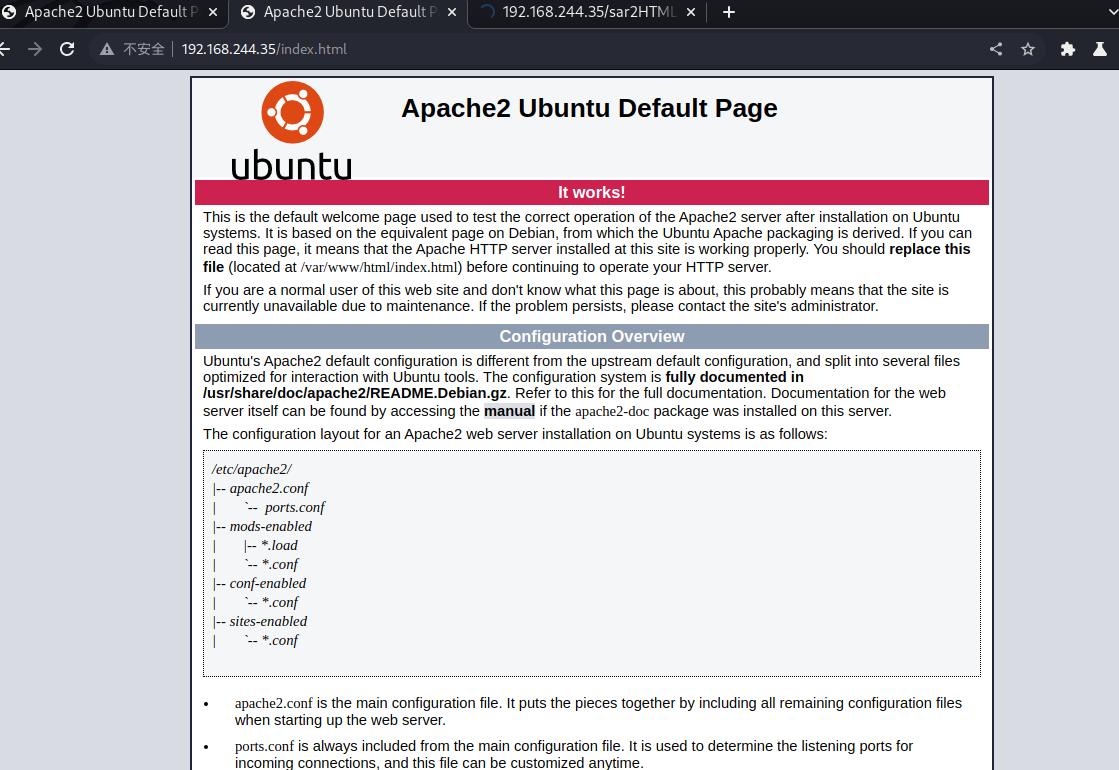 Apache2 Ubuntu Default P
Apache2 Ubuntu Default P
192.168.244.35/sar2HTML
不安全
192.168.244.35/index.html
ubuntu
Apache2 Ubuntu Default Page
It works!
This is the default welcome page used to test the correct operation of the Apache2 server after installation on Ubuntu
systems. It is based on the equivalent page on Debian, from which the Ubuntu Apache packaging is derived. If you can
read this page, it means that the Apache HTTP server installed at this site is working properly. You should replace this
file (located at /var/www/html/index.html) before continuing to operate your HTTP server.
If you are a normal user of this web site and don't know what this page is about, this probably means that the site is
currently unavailable due to maintenance. If the problem persists, please contact the site's administrator.
Configuration Overview
Ubuntu's Apache2 default configuration is different from the upstream default configuration, and split into several files
optimized for interaction with Ubuntu tools. The configuration system is fully documented in
/usr/share/doc/apache2/README.Debian.gz. Refer to this for the full documentation. Documentation for the web
server itself can be found by accessing the manual if the apache2-doc package was installed on this server.
The configuration layout for an Apache2 web server installation on Ubuntu systems is as follows:
/etc/apache2/
|-- apache2.conf
|       `--  ports.conf
|-- mods-enabled
|       |-- *.load
|       `-- *.conf
|-- conf-enabled
|       `-- *.conf
|-- sites-enabled
|       `-- *.conf
• apache2.conf is the main configuration file. It puts the pieces together by including all remaining configuration files
when starting up the web server.
• ports.conf is always included from the main configuration file. It is used to determine the listening ports for
incoming connections, and this file can be customized anytime.